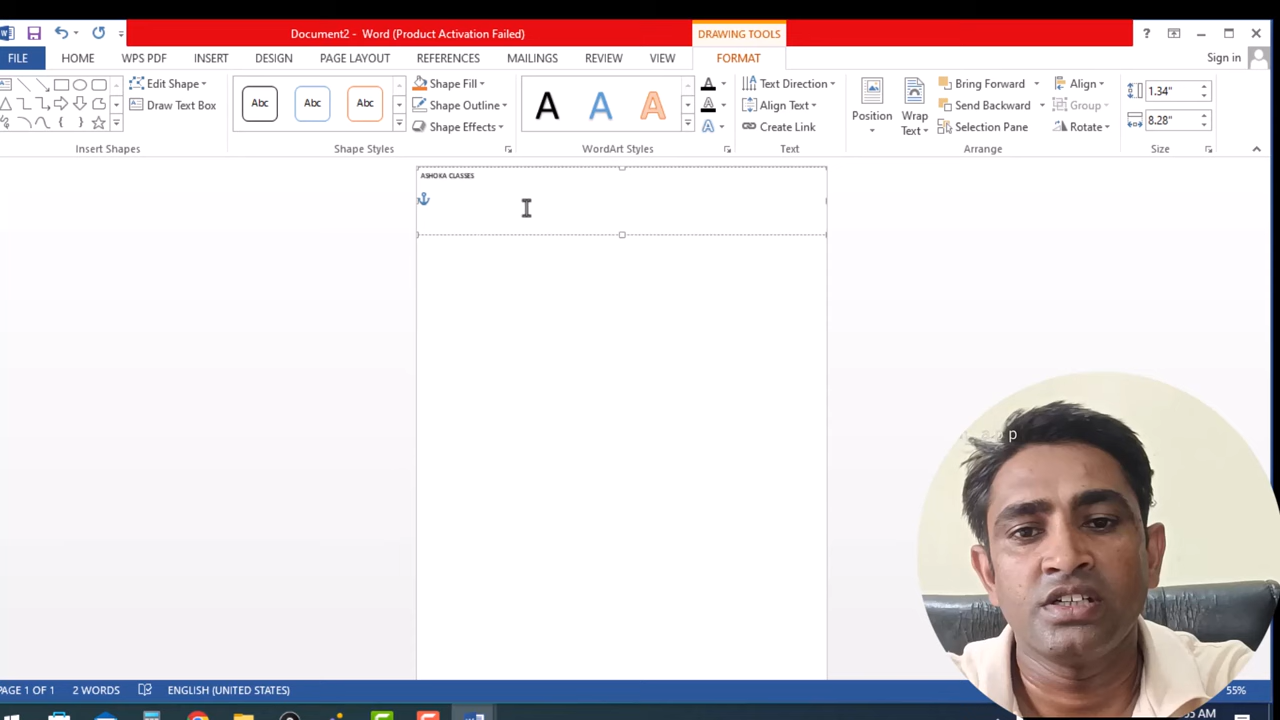 Document2 - Word (Product Activation Failed)
DRAWING TOOLS
?
FILE HOME WPS PDF INSERT DESIGN PAGE LAYOUT REFERENCES MAILINGS REVIEW VIEW FORMAT Sign in
Edit Shape
Draw Text Box
Insert Shapes
Abc Abc Abc
Shape Fill
Shape Outline
Shape Effects
Shape Styles
A A A
A
A
A
WordArt Styles
Text Direction
Align Text
Create Link
Text
Position
Wrap
Text
Bring Forward
Send Backward
Selection Pane
Align
Group
Rotate
Arrange
1.34"
8.28"
Size
ASHOKA CLASSES
PAGE 1 OF 1 2 WORDS ENGLISH (UNITED STATES) 55%